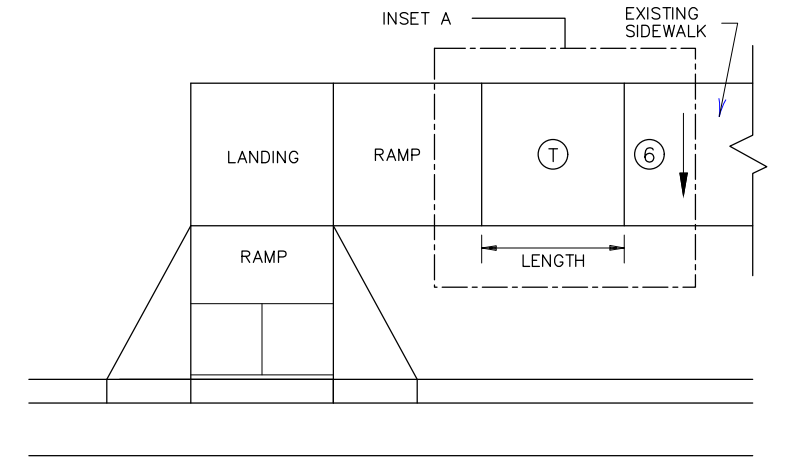 INSET A
EXISTING
SIDEWALK
LANDING
RAMP
T
6
RAMP
LENGTH